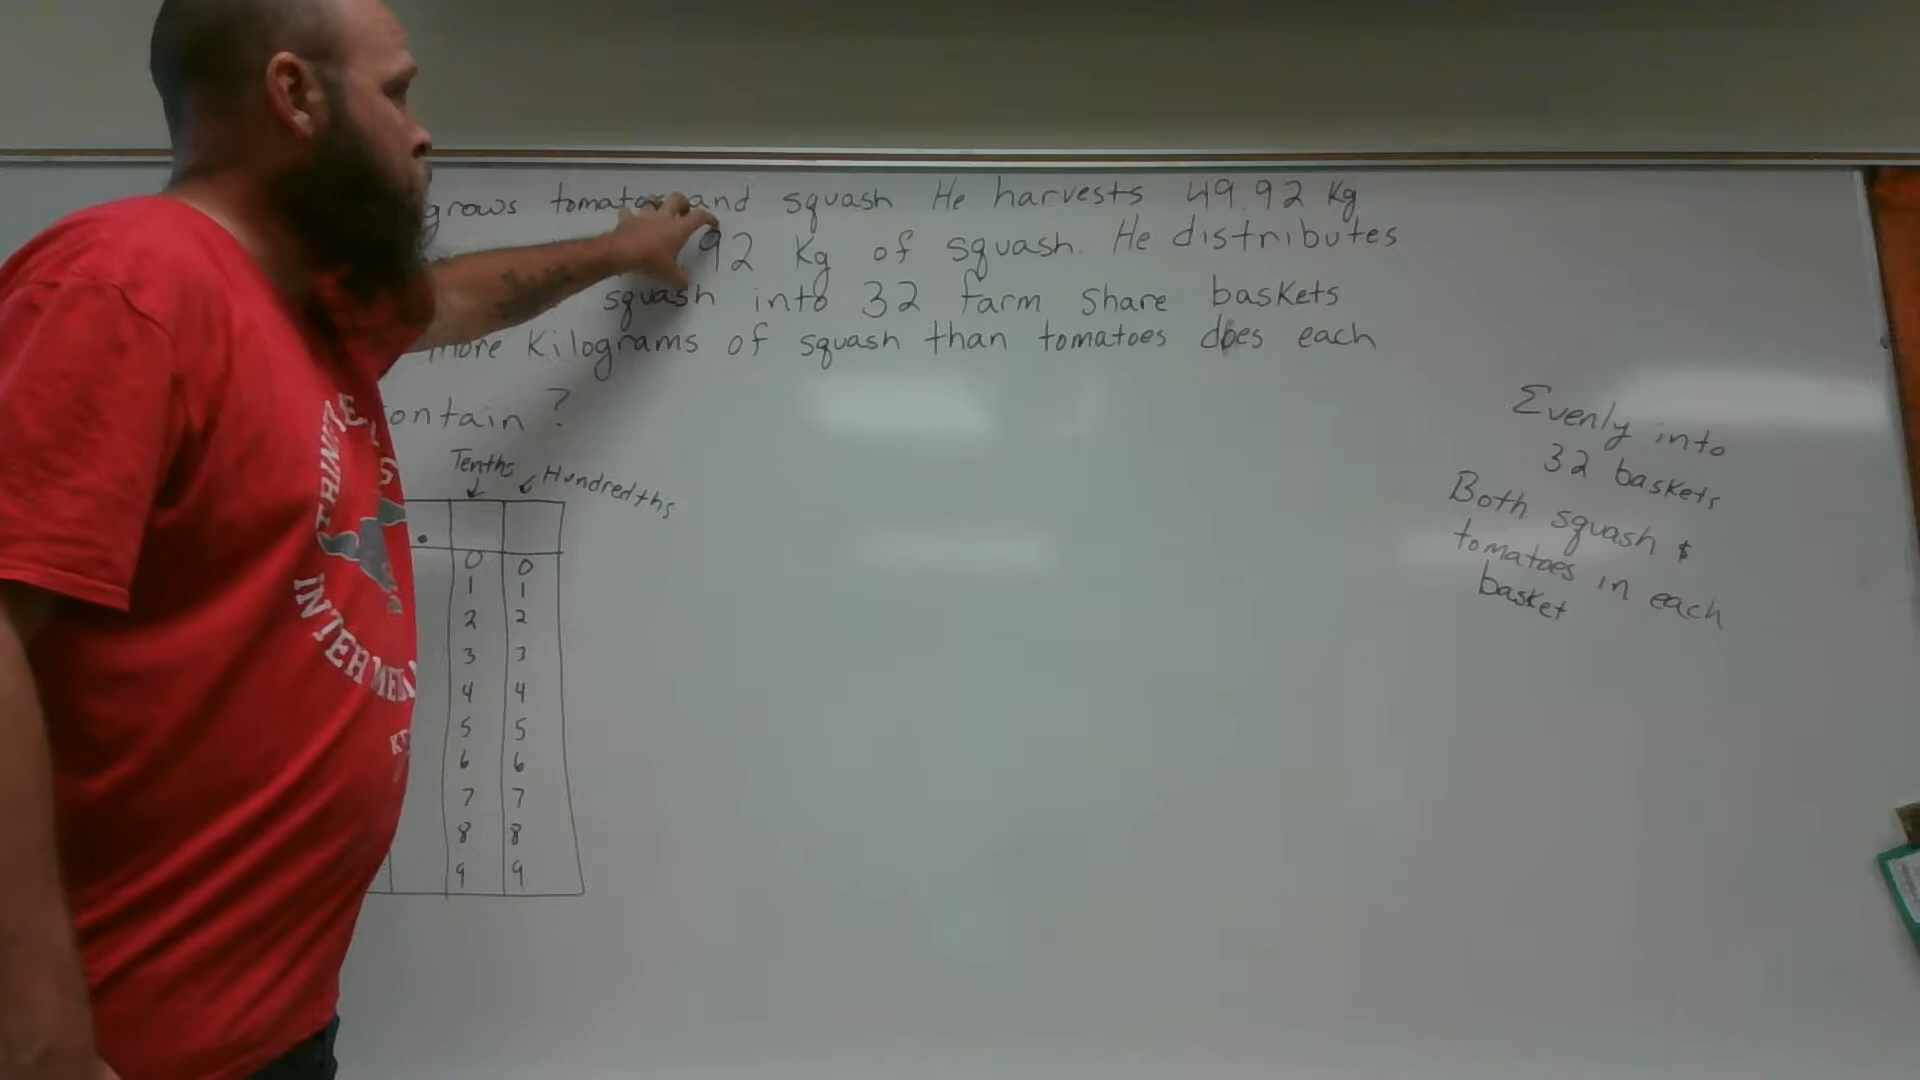 grows tomatoes and squash He harvests 49.92 Kg
92 Kg of squash. He distributes
squash into 32 farm share baskets
more Kilograms of squash than tomatoes does each
ontain ?
Tenths Hundredths
.
0 0
1 1
2 2
3 3
4 4
5 5
6 6
7 7
8 8
9 9
Evenly into
32 baskets
Both squash &
tomatoes in each
basket
INTERMED